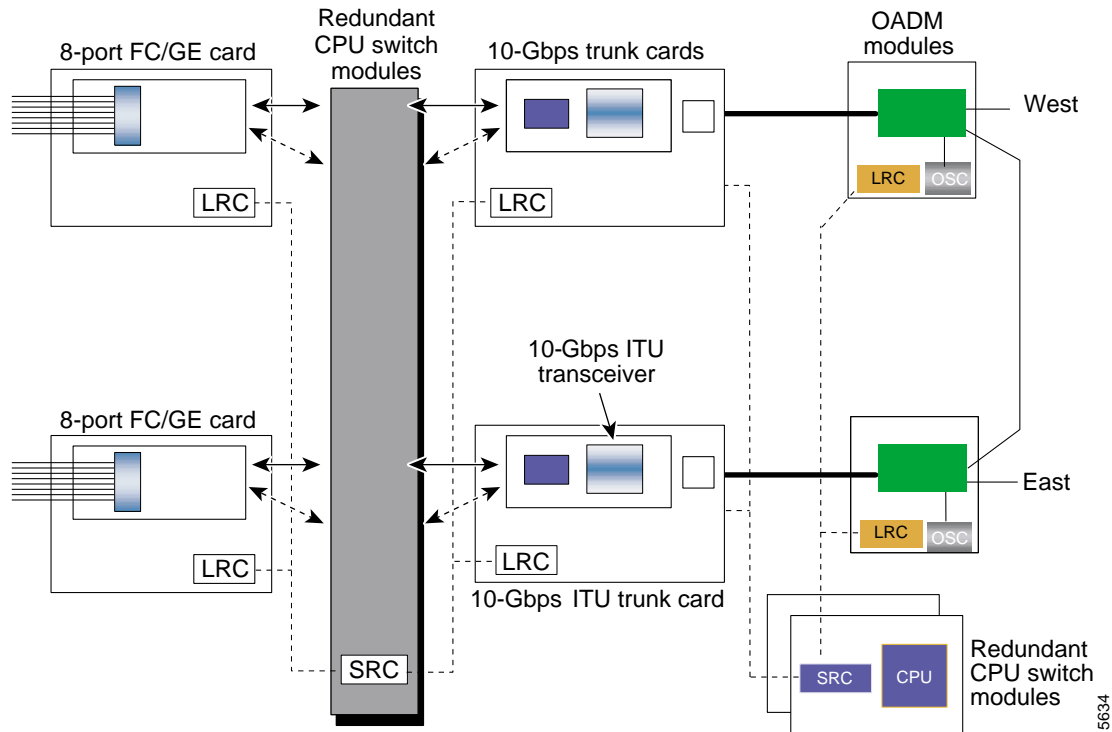 Redundant
CPU switch
modules
8-port FC/GE card
10-Gbps trunk cards
OADM
modules
West
LRC
OSC
LRC
LRC
10-Gbps ITU
transceiver
8-port FC/GE card
East
LRC
OSC
LRC
LRC
10-Gbps ITU trunk card
SRC
SRC
CPU
Redundant
CPU switch
modules
5634